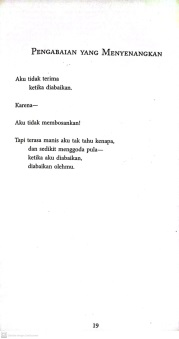 PENGABAIAN YANG MENYENANGKAN
Aku tidak terima
ketika diabaikan.
Karena—
Aku tidak membosankan!
Tapi terasa manis aku tak tahu kenapa,
dan sedikit menggoda pula—
ketika aku diabaikan,
diabaikan olehmu.
19